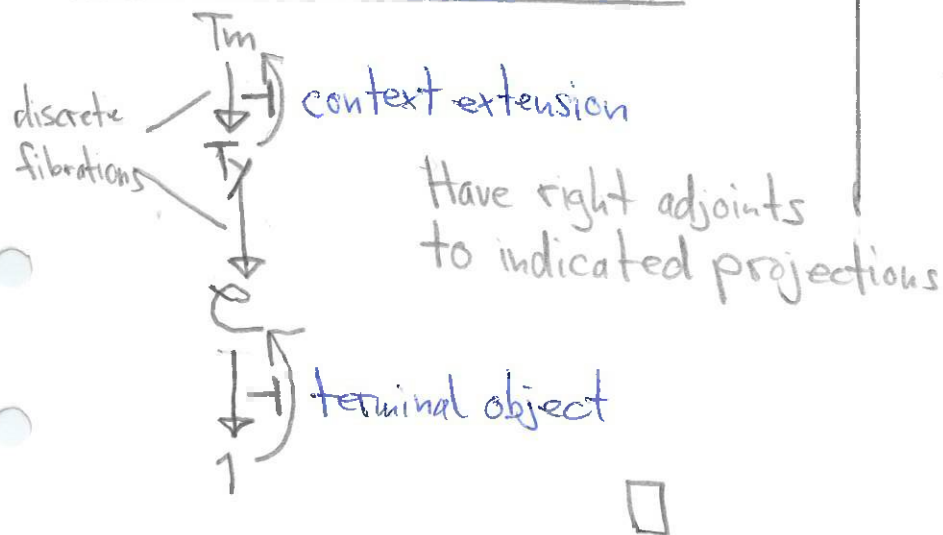 Tm
⊣ context extension
discrete
fibrations
Ty
Have right adjoints
to indicated projections
C
⊣ terminal object
1
□